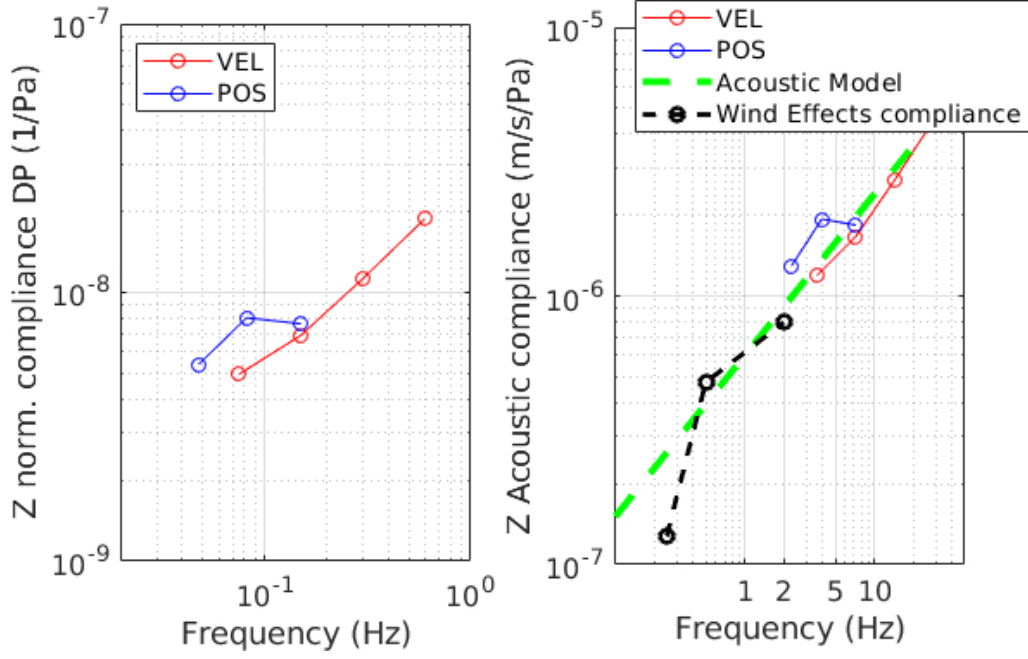 10^-7
10^-8
10^-9
Z norm. compliance DP (1/Pa)
VEL
POS
10^-1
10^0
Frequency (Hz)
10^-5
10^-6
10^-7
Z Acoustic compliance (m/s/Pa)
VEL
POS
Acoustic Model
Wind Effects compliance
1
2
5
10
Frequency (Hz)